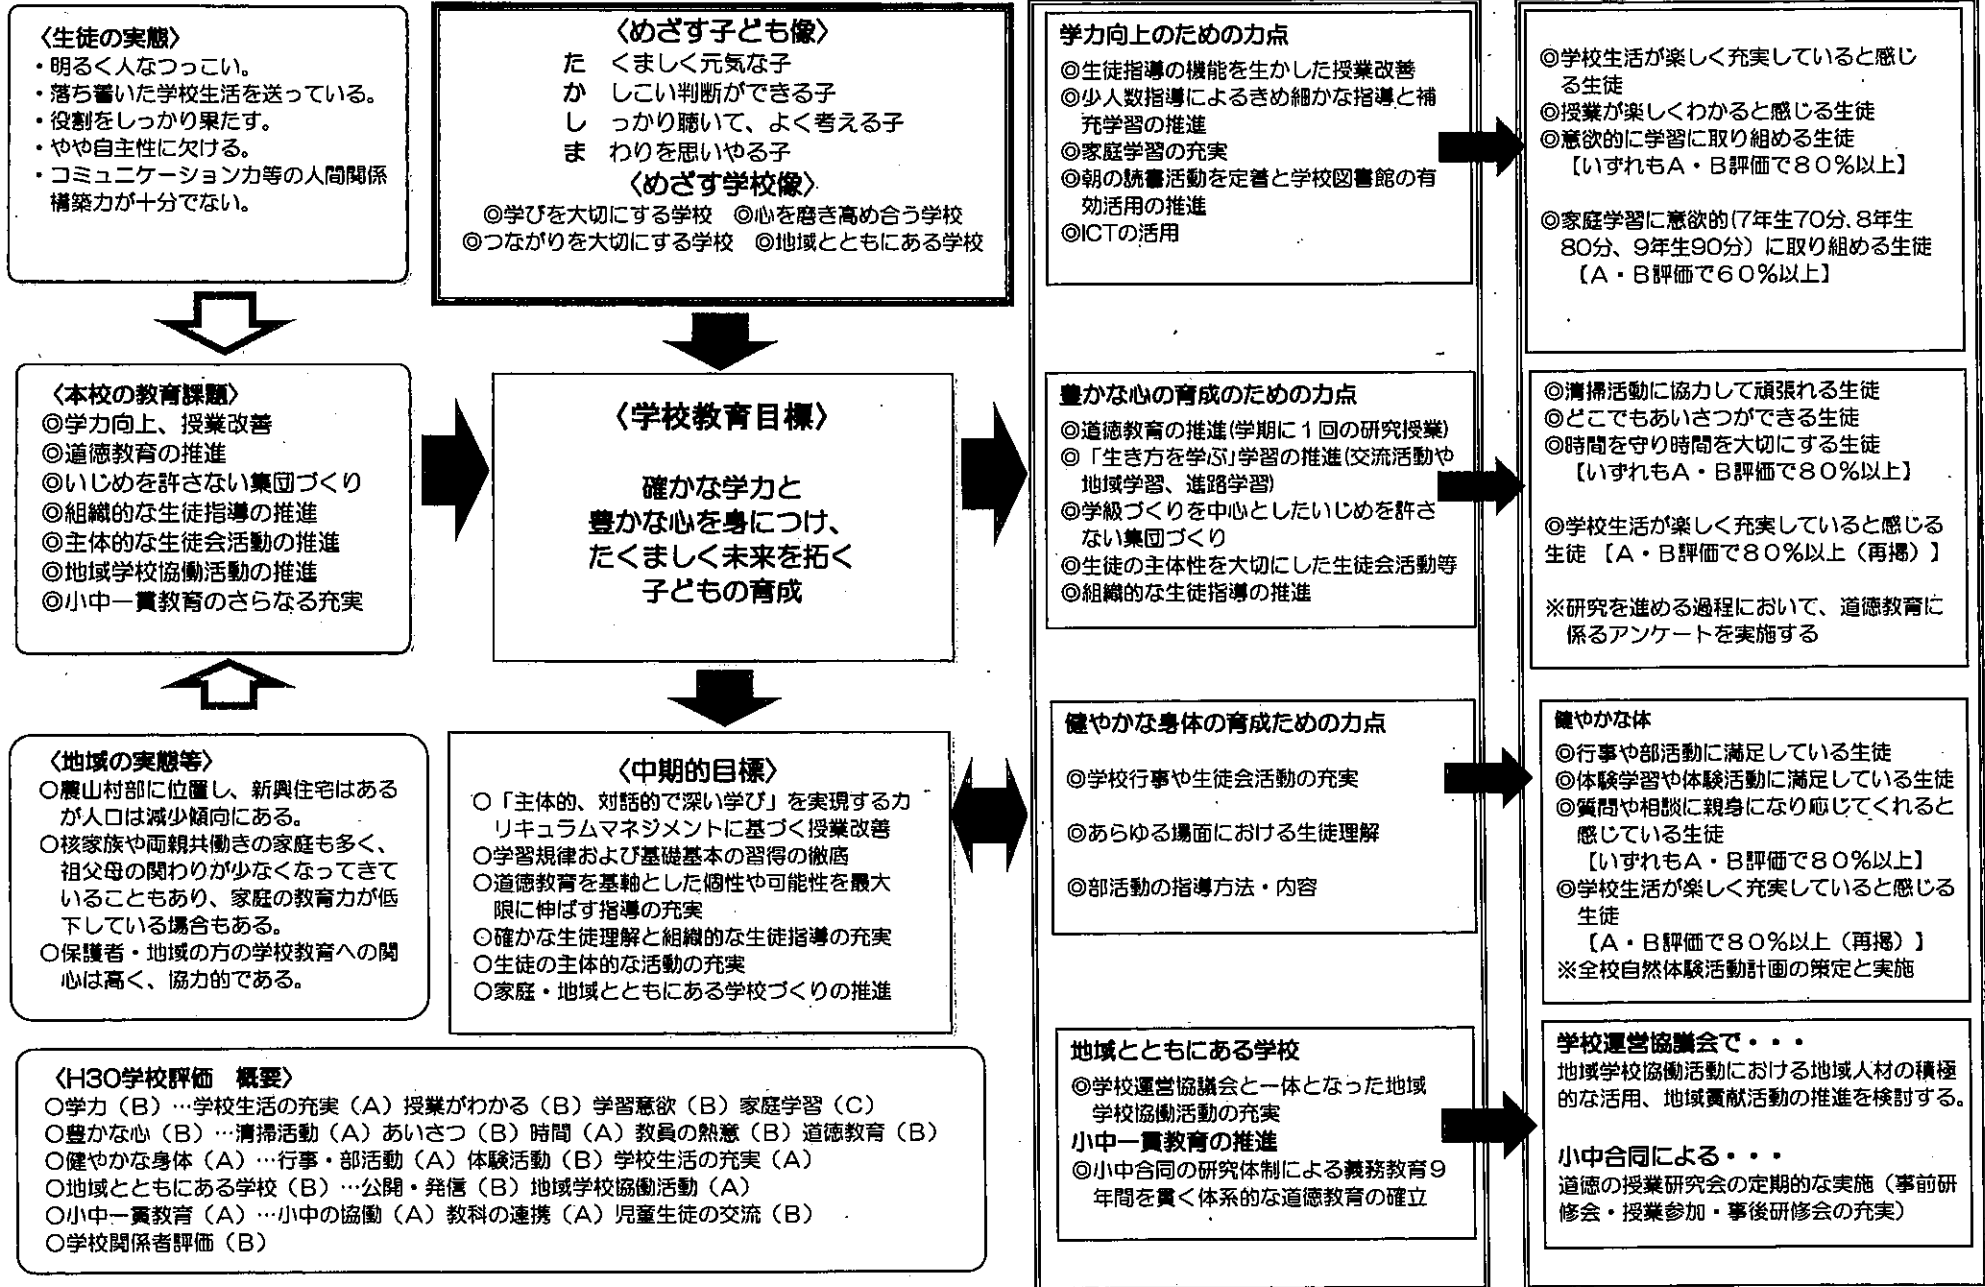 〈生徒の実態〉
・明るく人なつっこい。
・落ち着いた学校生活を送っている。
・役割をしっかり果たす。
・やや自主性に欠ける。
・コミュニケーション力等の人間関係
構築力が十分でない。
〈めざす子ども像〉
た くましく元気な子
か しこい判断ができる子
し っかり聴いて、よく考える子
ま わりを思いやる子
〈めざす学校像〉
◎学びを大切にする学校 ◎心を磨き高め合う学校
◎つながりを大切にする学校 ◎地域とともにある学校
〈本校の教育課題〉
◎学力向上、授業改善
◎道徳教育の推進
◎いじめを許さない集団づくり
◎組織的な生徒指導の推進
◎主体的な生徒会活動の推進
◎地域学校協働活動の推進
◎小中一貫教育のさらなる充実
〈学校教育目標〉
確かな学力と
豊かな心を身につけ、
たくましく未来を拓く
子どもの育成
〈地域の実態等〉
○農山村部に位置し、新興住宅はある
が人口は減少傾向にある。
○核家族や両親共働きの家庭も多く、
祖父母の関わりが少なくなってきて
いることもあり、家庭の教育力が低
下している場合もある。
○保護者・地域の方の学校教育への関
心は高く、協力的である。
〈中期的目標〉
○「主体的、対話的で深い学び」を実現する力
リキュラムマネジメントに基づく授業改善
○学習規律および基礎基本の習得の徹底
○道徳教育を基軸とした個性や可能性を最大
限に伸ばす指導の充実
○確かな生徒理解と組織的な生徒指導の充実
○生徒の主体的な活動の充実
○家庭・地域とともにある学校づくりの推進
〈H30学校評価 概要〉
○学力(B)…学校生活の充実(A)授業がわかる(B)学習意欲(B)家庭学習(C)
○豊かな心(B)…清掃活動(A)あいさつ(B)時間(A)教員の熱意(B)道徳教育(B)
○健やかな身体(A)…行事・部活動(A)体験活動(B)学校生活の充実(A)
○地域とともにある学校(B)…公開・発信(B)地域学校協働活動(A)
○小中一貫教育(A)…小中の協働(A)教科の連携(A)児童生徒の交流(B)
○学校関係者評価(B)
学力向上のための力点
◎生徒指導の機能を生かした授業改善
◎少人数指導によるきめ細かな指導と補
充学習の推進
◎家庭学習の充実
◎朝の読書活動を定着と学校図書館の有
効活用の推進
◎ICTの活用
◎学校生活が楽しく充実していると感じ
る生徒
◎授業が楽しくわかると感じる生徒
◎意欲的に学習に取り組める生徒
【いずれもA・B評価で80%以上】
◎家庭学習に意欲的(7年生70分、8年生
80分、9年生90分)に取り組める生徒
【A・B評価で60%以上】
豊かな心の育成のための力点
◎道徳教育の推進(学期に1回の研究授業)
◎「生き方を学ぶ」学習の推進(交流活動や
地域学習、進路学習)
◎学級づくりを中心としたいじめを許さ
ない集団づくり
◎生徒の主体性を大切にした生徒会活動等
◎組織的な生徒指導の推進
◎清掃活動に協力して頑張れる生徒
◎どこでもあいさつができる生徒
◎時間を守り時間を大切にする生徒
【いずれもA・B評価で80%以上】
◎学校生活が楽しく充実していると感じる
生徒【A・B評価で80%以上(再掲)】
※研究を進める過程において、道徳教育に
係るアンケートを実施する
健やかな身体の育成ための力点
◎学校行事や生徒会活動の充実
◎あらゆる場面における生徒理解
◎部活動の指導方法・内容
健やかな体
◎行事や部活動に満足している生徒
◎体験学習や体験活動に満足している生徒
◎質問や相談に親身になり応じてくれると
感じている生徒
【いずれもA・B評価で80%以上】
◎学校生活が楽しく充実していると感じる
生徒
【A・B評価で80%以上(再掲)】
※全校自然体験活動計画の策定と実施
地域とともにある学校
◎学校運営協議会と一体となった地域
学校協働活動の充実
小中一貫教育の推進
◎小中合同の研究体制による義務教育9
年間を貫く体系的な道徳教育の確立
学校運営協議会で・・・
地域学校協働活動における地域人材の積極
的な活用、地域貢献活動の推進を検討する。
小中合同による・・・
道徳の授業研究会の定期的な実施(事前研
修会・授業参加・事後研修会の充実)